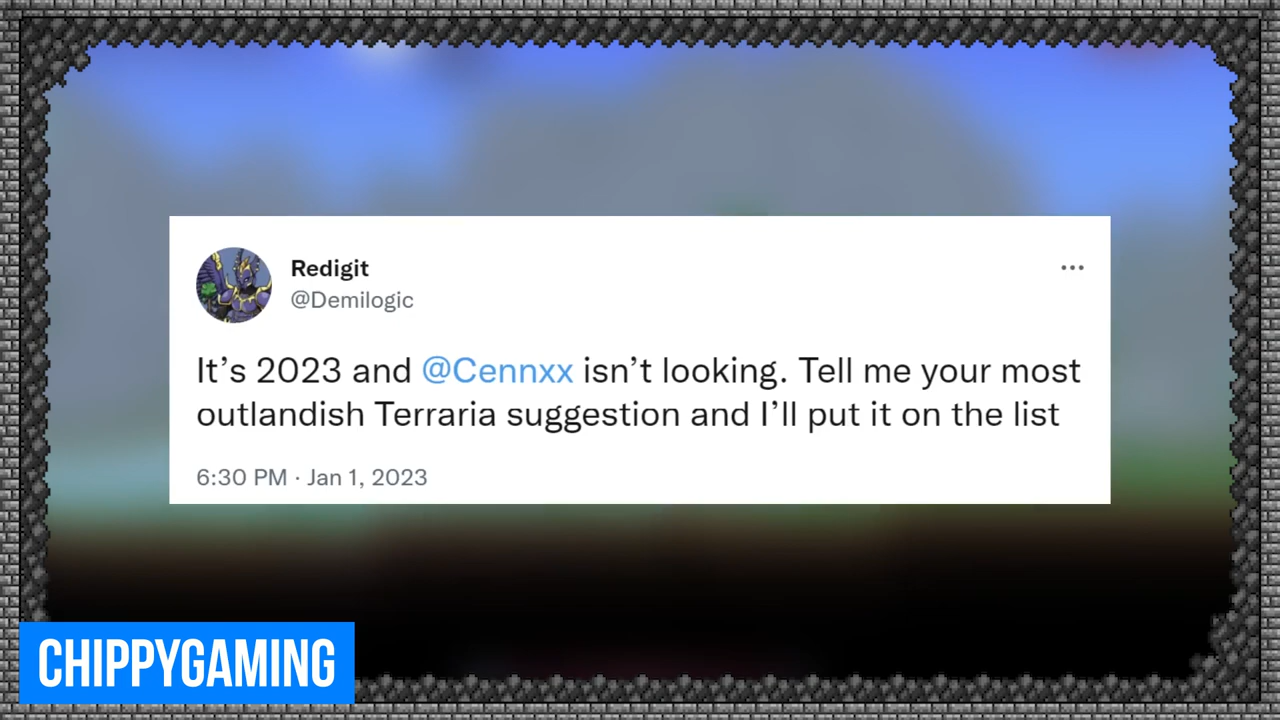 Redigit
@Demilogic
It’s 2023 and @Cennxx isn’t looking. Tell me your most
outlandish Terraria suggestion and I’ll put it on the list
6:30 PM · Jan 1, 2023
CHIPPYGAMING